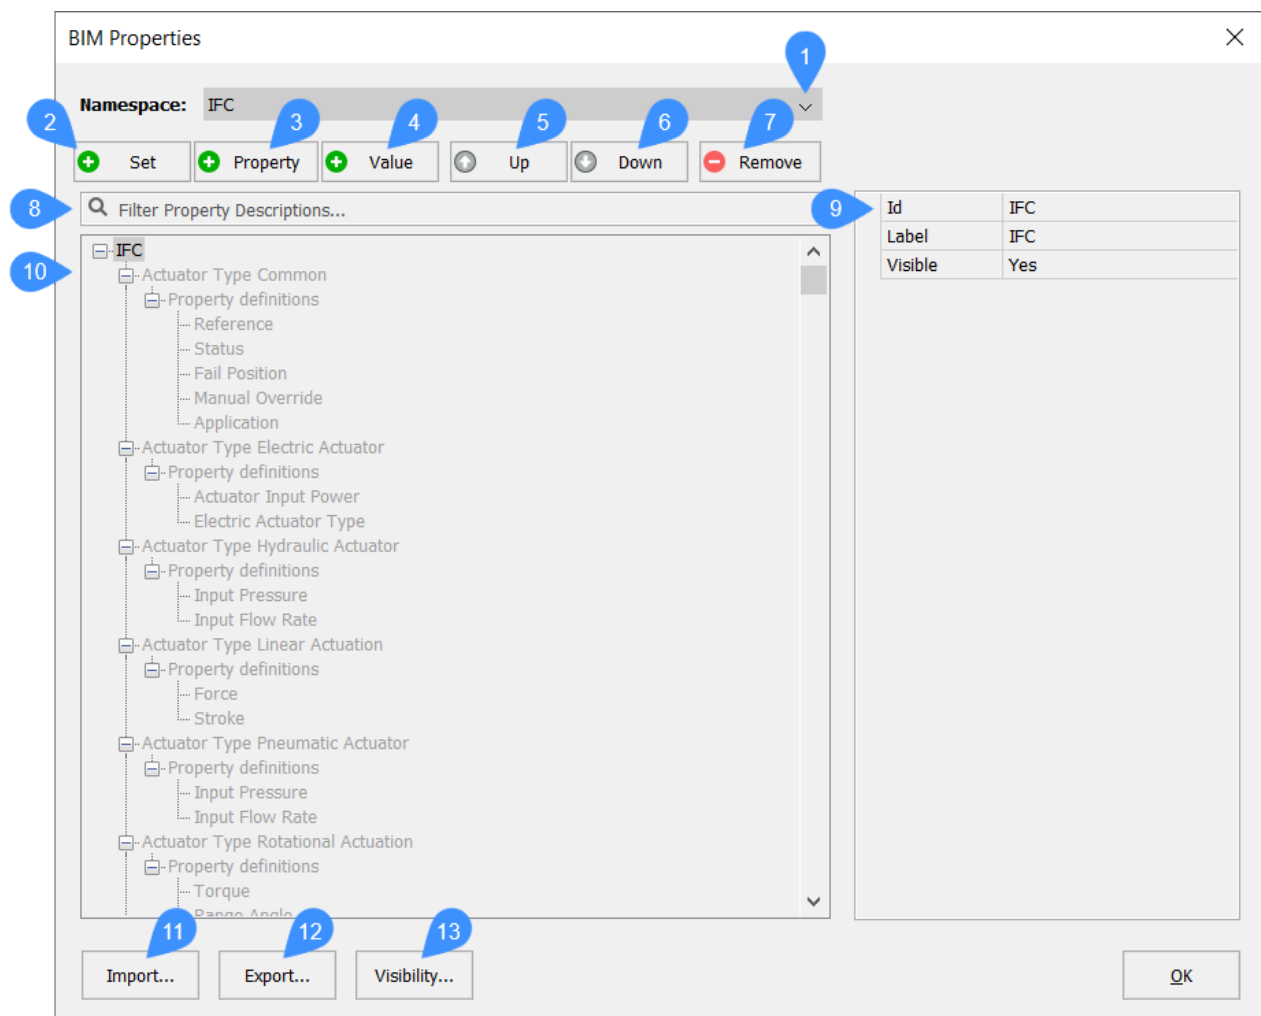 BIM Properties
1
Namespace: IFC
2 3 4 5 6 7
Set Property Value Up Down Remove
8 Filter Property Descriptions...
9 Id IFC
Label IFC
Visible Yes
10 IFC
Actuator Type Common
Property definitions
Reference
Status
Fail Position
Manual Override
Application
Actuator Type Electric Actuator
Property definitions
Actuator Input Power
Electric Actuator Type
Actuator Type Hydraulic Actuator
Property definitions
Input Pressure
Input Flow Rate
Actuator Type Linear Actuation
Property definitions
Force
Stroke
Actuator Type Pneumatic Actuator
Property definitions
Input Pressure
Input Flow Rate
Actuator Type Rotational Actuation
Property definitions
Torque
Range Angle
11 12 13
Import... Export... Visibility... OK